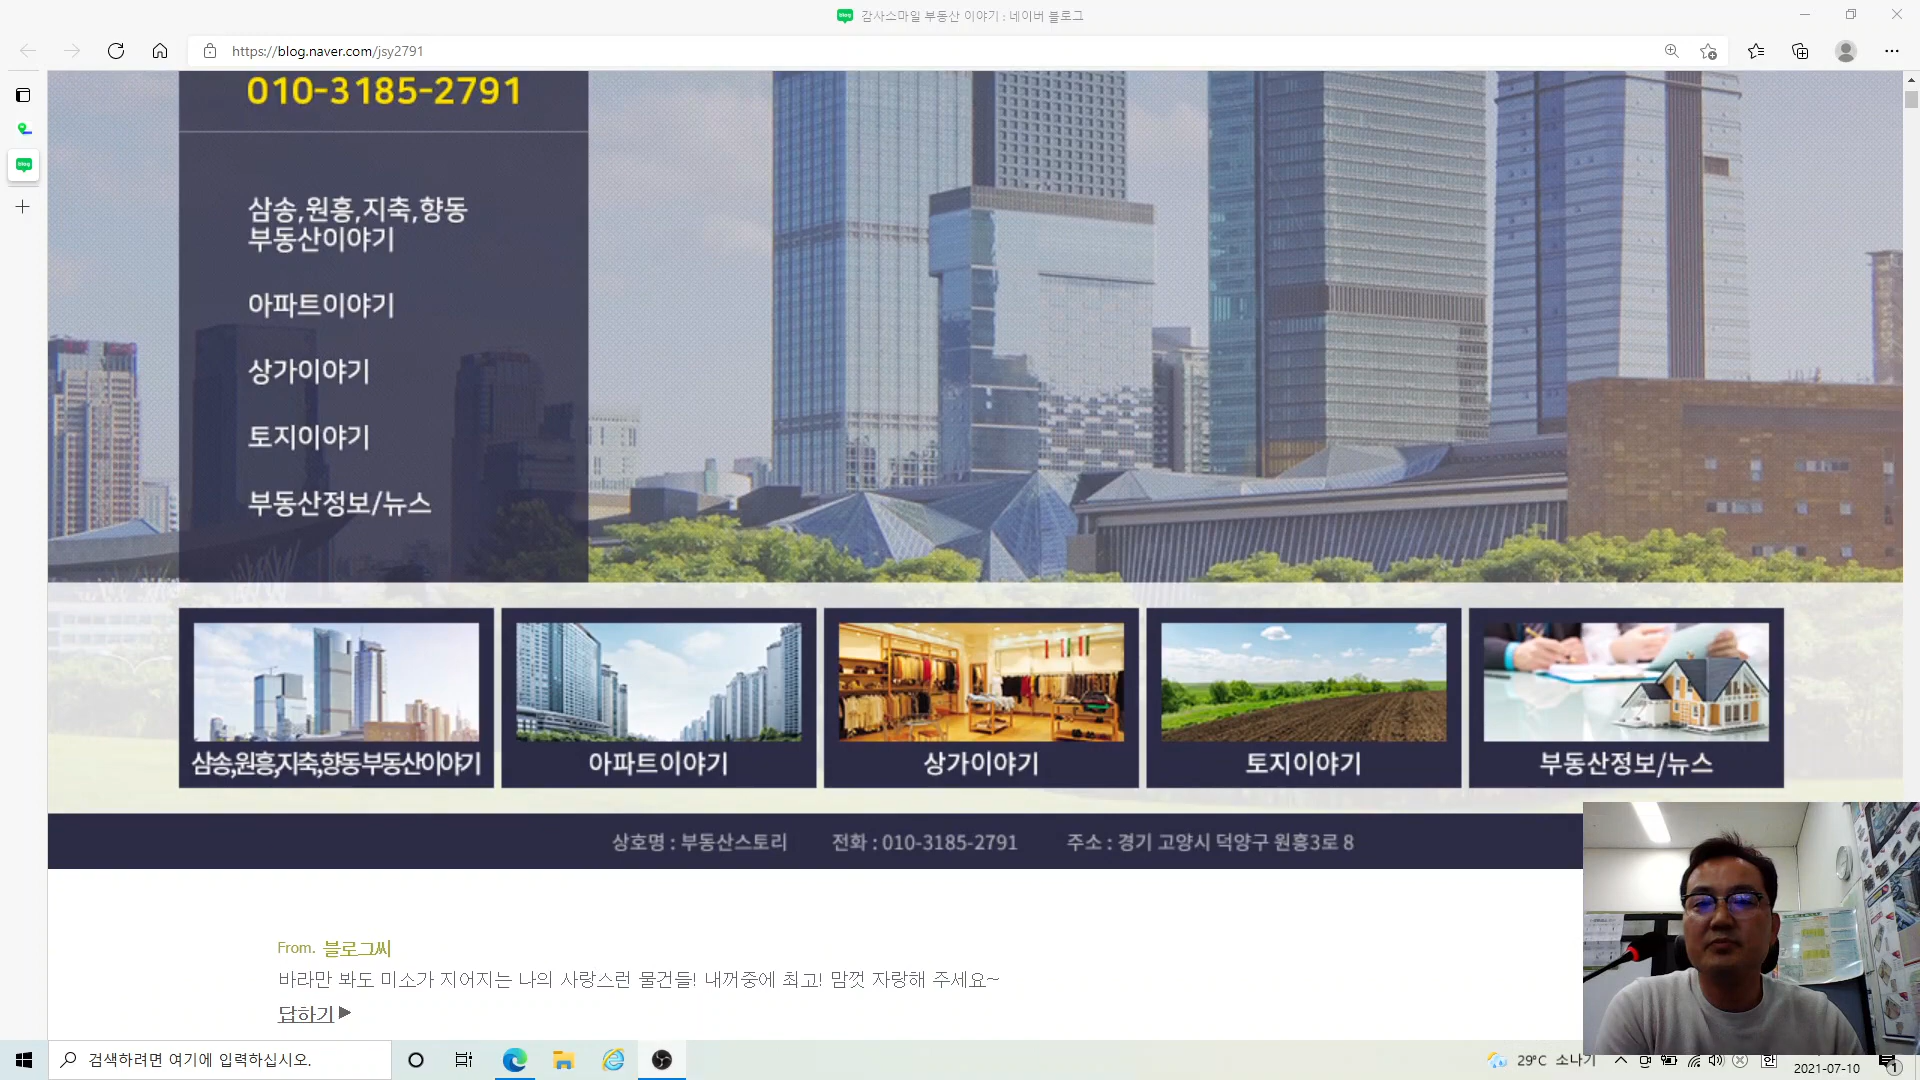 감사스마일 부동산 이야기 : 네이버 블로그
https://blog.naver.com/jsy2791
010-3185-2791
삼송,원흥,지축,향동
부동산이야기
아파트이야기
상가이야기
토지이야기
부동산정보/뉴스
삼송,원흥,지축,향동부동산이야기
아파트이야기
상가이야기
토지이야기
부동산정보/뉴스
상호명 : 부동산스토리 전화 : 010-3185-2791 주소 : 경기 고양시 덕양구 원흥3로 8
From. 블로그씨
바라만 봐도 미소가 지어지는 나의 사랑스런 물건들! 내꺼중에 최고! 맘껏 자랑해 주세요~
답하기
검색하려면 여기에 입력하십시오.
29°C 소나기
한
2021-07-10
1